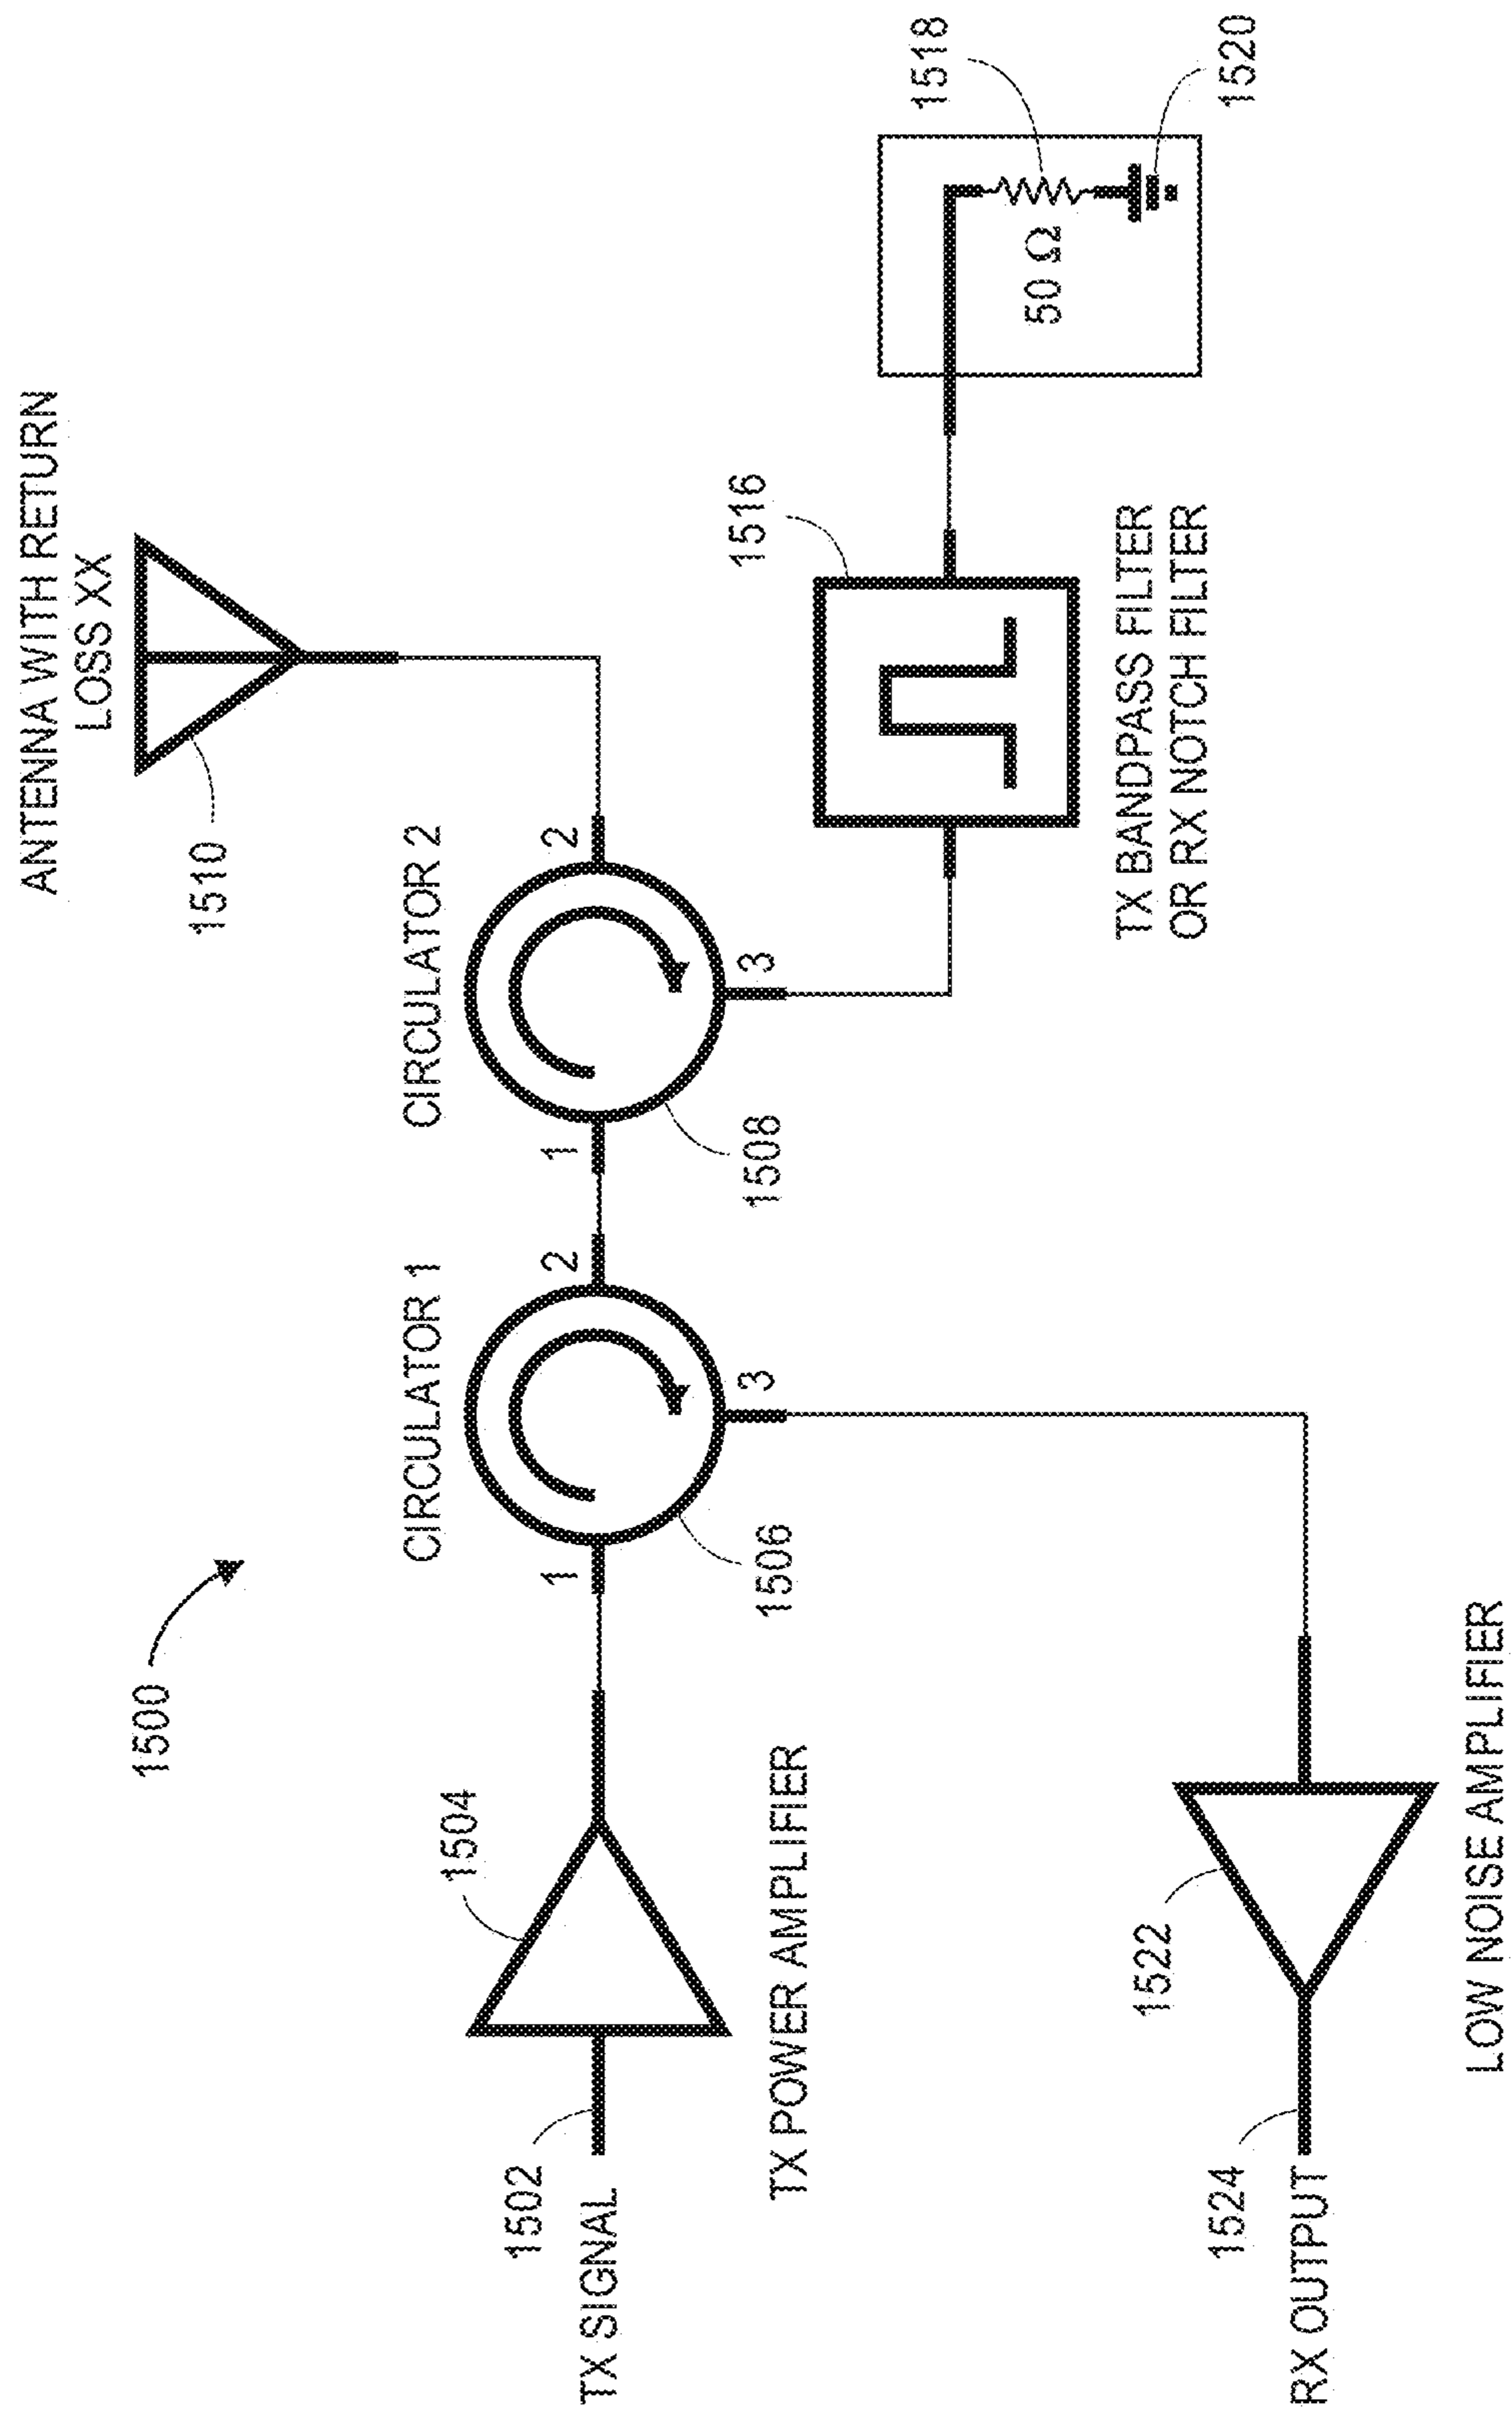 1500
ANTENNA WITH RETURN
LOSS XX
1510
CIRCULATOR 1
CIRCULATOR 2
1504
1502
TX SIGNAL
TX POWER AMPLIFIER
1
2
3
1506
1
2
3
1508
1516
TX BANDPASS FILTER
OR RX NOTCH FILTER
50 Ω
1518
1520
1522
1524
RX OUTPUT
LOW NOISE AMPLIFIER